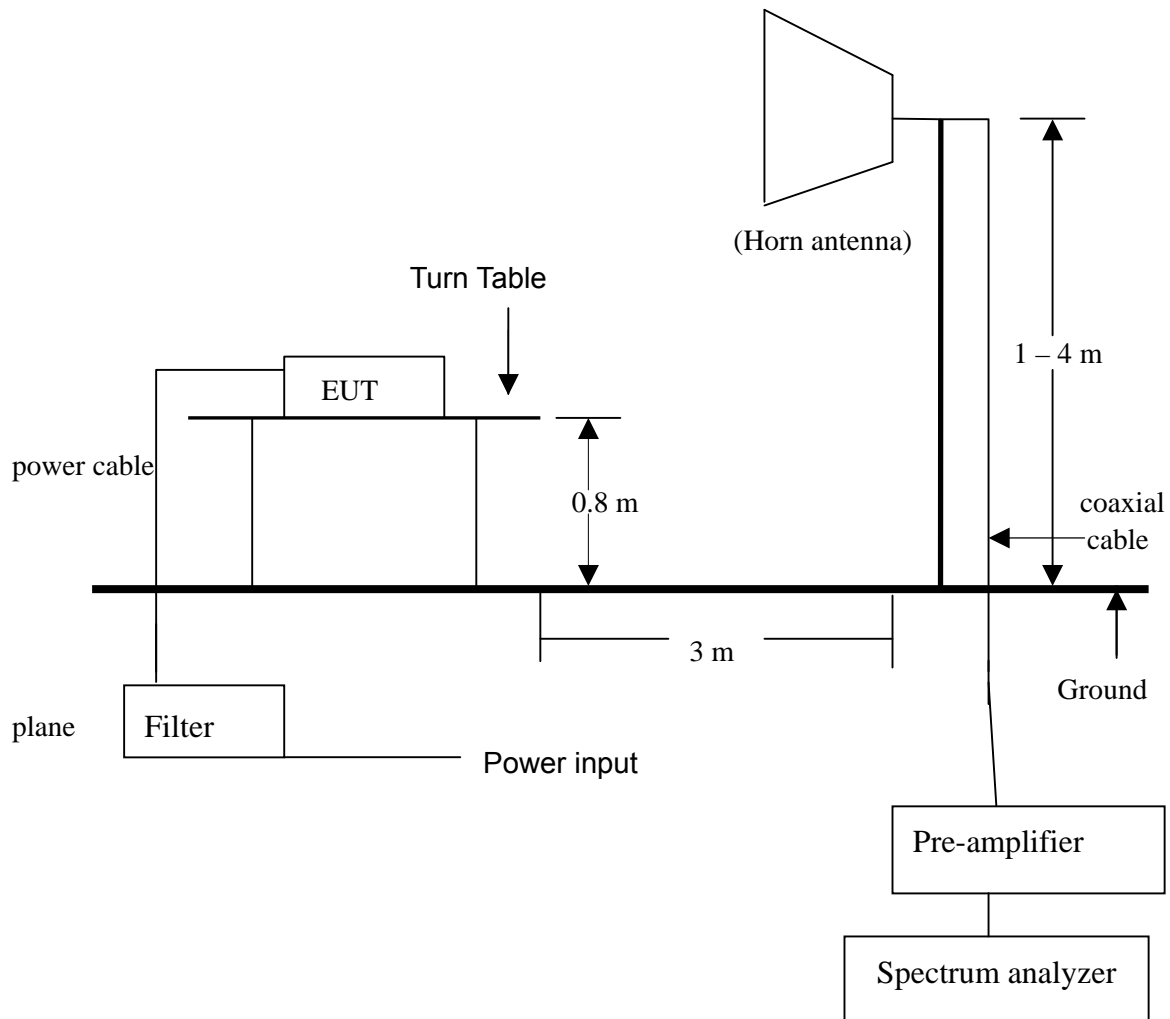 (Horn antenna)
Turn Table
1 – 4 m
EUT
power cable
0.8 m
coaxial
cable
3 m
Ground
plane
Filter
Power input
Pre-amplifier
Spectrum analyzer